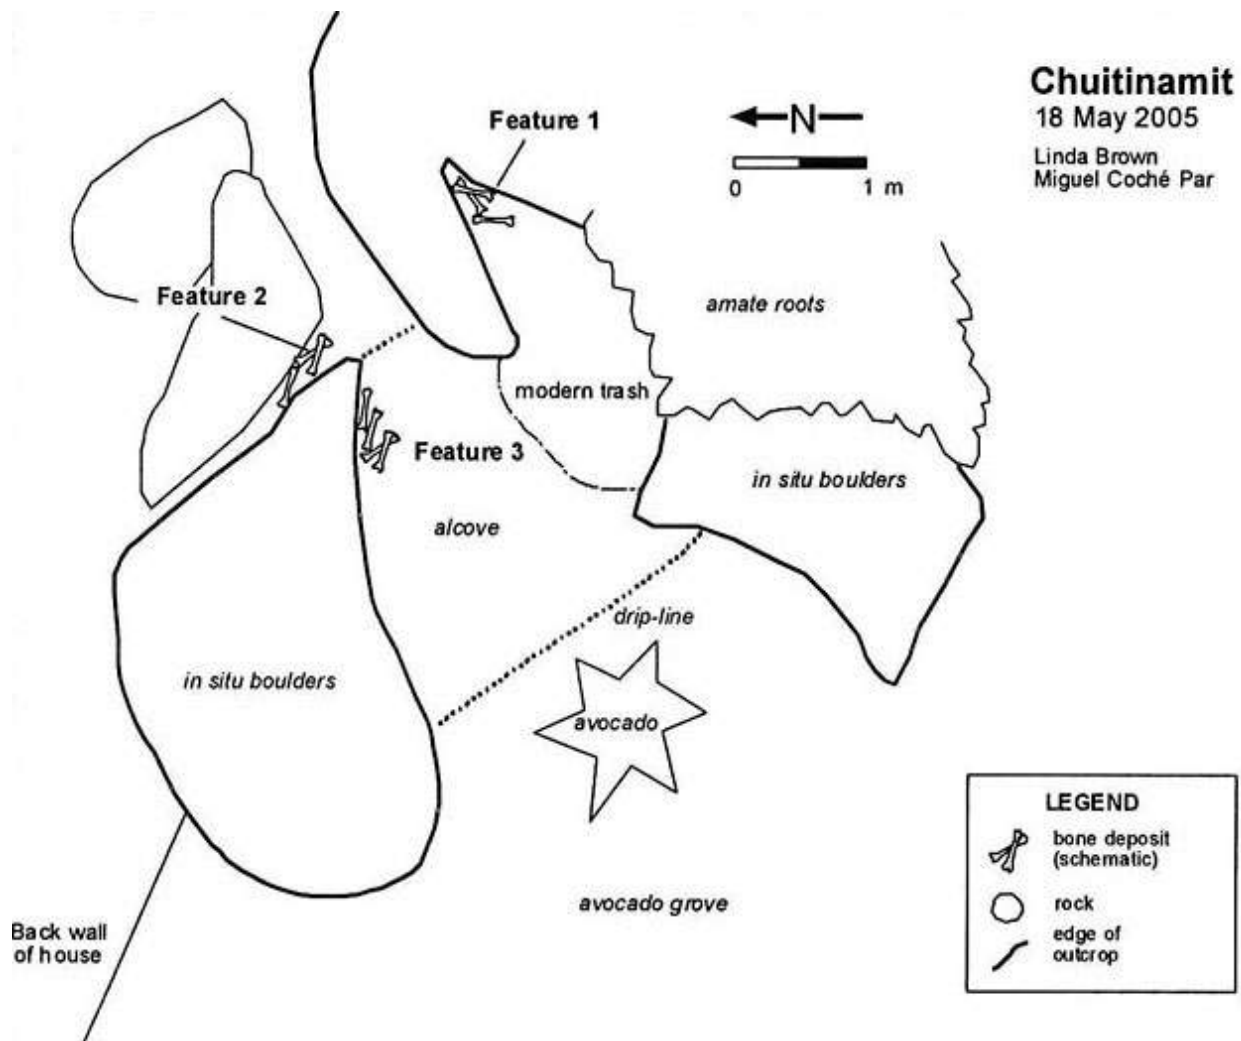 Chuitinamit
18 May 2005
Linda Brown
Miguel Coché Par
N
0 1 m
Feature 1
Feature 2
amate roots
modern trash
Feature 3
in situ boulders
alcove
drip-line
in situ boulders
avocado
avocado grove
Back wall
of house
LEGEND
bone deposit
(schematic)
rock
edge of
outcrop